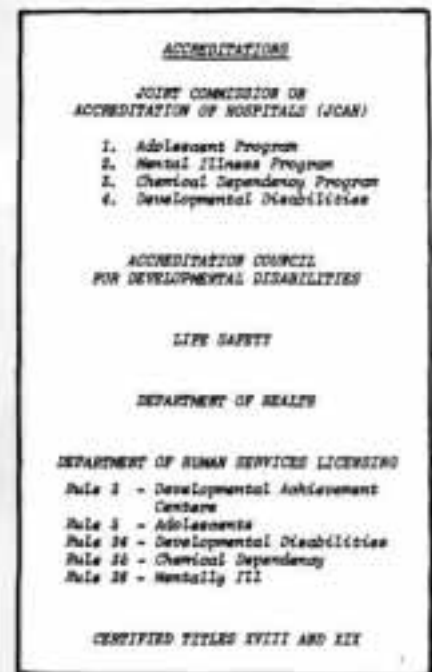 ACCREDITATIONS
JOINT COMMISSION ON
ACCREDITATION OF HOSPITALS (JCAH)
1. Adolescent Program
2. Mental Illness Program
3. Chemical Dependency Program
4. Developmental Disabilities
ACCREDITATION COUNCIL
FOR DEVELOPMENTAL DISABILITIES
LIFE SAFETY
DEPARTMENT OF HEALTH
DEPARTMENT OF HUMAN SERVICES LICENSING
Rule - Developmental Achievement
Centers
Rule 5 - Adolescents
Rule 34 - Developmental Disabilities
Rule - Chemical Dependency
Rule 36 - Mentally Ill
CERTIFIED TITLES XVIII AND XIX